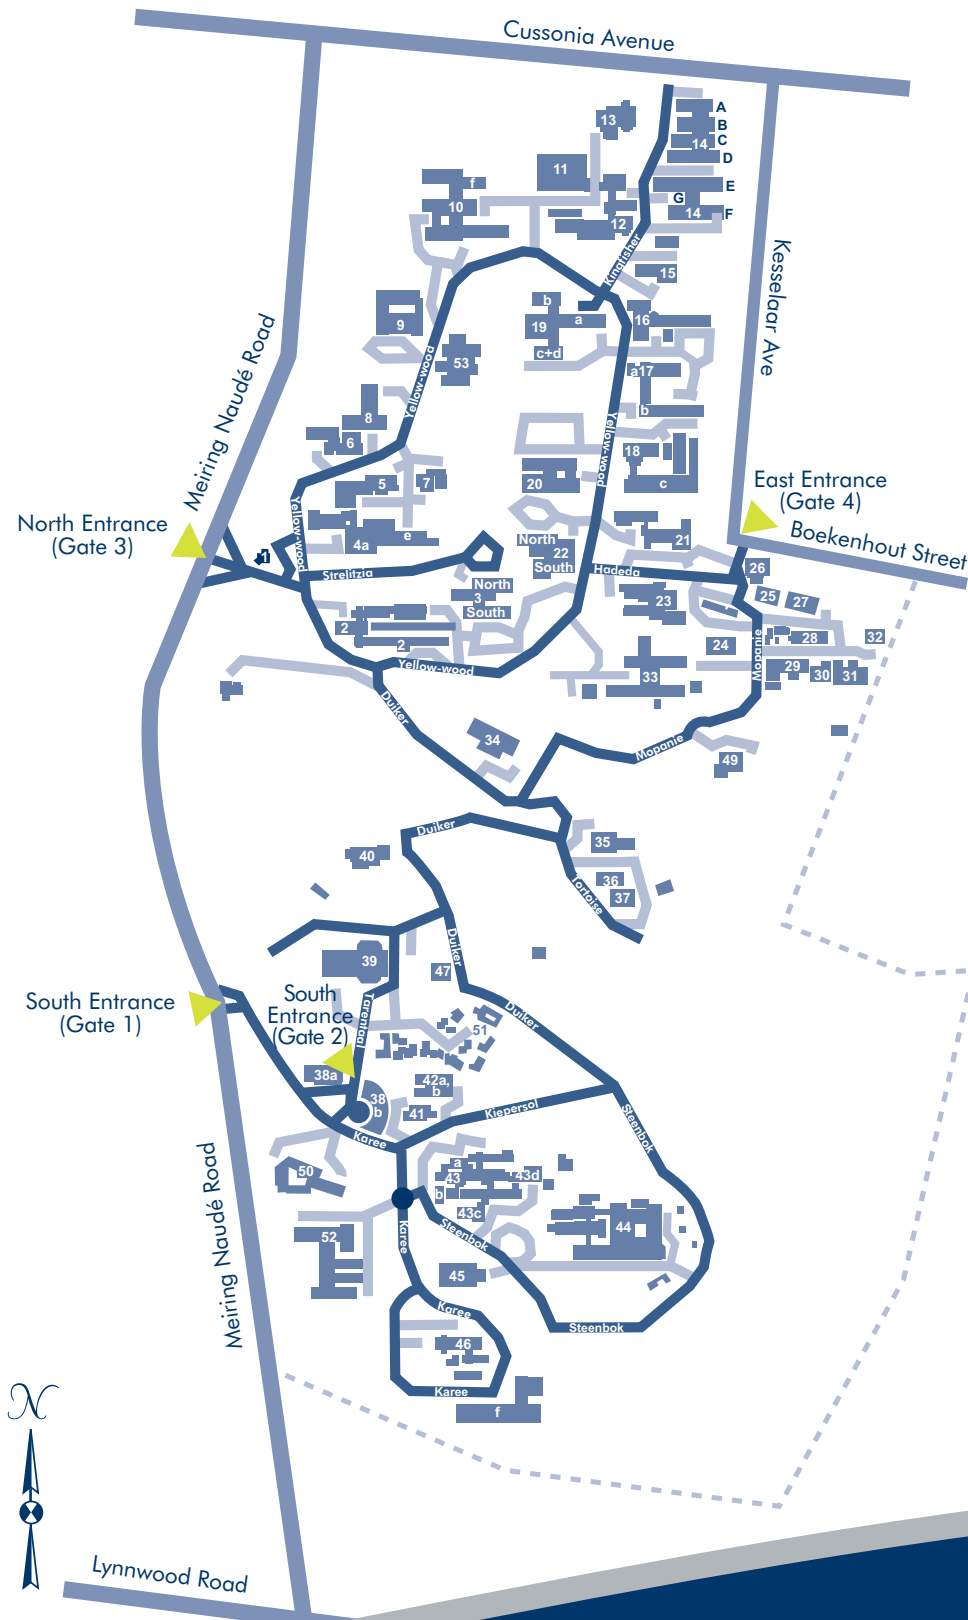 Cussonia Avenue
A
B
C
D
14
13
11
E
G
F
14
f
10
12
Kingfisher
15
Kesselaar Ave
Meiring Naudé Road
9
b
19
a
c+d
16
53
Yellow-wood
a17
b
8
6
Yellow-wood
18
c
5
7
20
East Entrance
(Gate 4)
Boekenhout Street
North Entrance
(Gate 3)
1
Yellow-wood
4a
e
North
22
South
21
Strelitzia
Hadeda
26
North
3
South
23
25
27
2
2
24
28
32
Mopanie
29
30
31
33
Yellow-wood
Duiker
34
Mopanie
49
Duiker
35
40
36
37
Tortoise
39
Duiker
47
South Entrance
(Gate 1)
South
Entrance
(Gate 2)
Tarentaal
Duiker
51
38a
38
b
42a,
b
41
Kiepersol
Steenbok
Karee
50
a
43
43d
b
43c
44
Meiring Naudé Road
52
Karee
Steenbok
45
Karee
Steenbok
46
Karee
f
N
Lynnwood Road